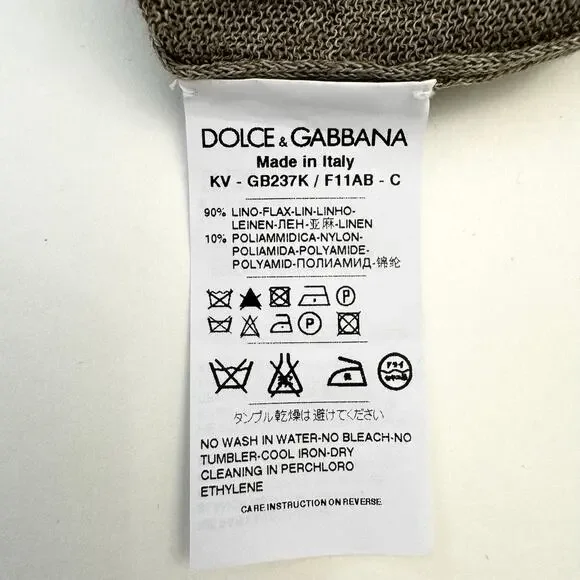 DOLCE & GABBANA
Made in Italy
KV - GB237K / F11AB - C
90% LINO-FLAX-LIN-LINHO-
LEINEN-ЛЕН-亚麻-LINEN
10% POLIAMMIDICA-NYLON-
POLIAMIDA-POLYAMIDE-
POLYAMID-ПОЛИАМИД-锦纶
P
P
ドライ
タンブル乾燥は避けてください
NO WASH IN WATER-NO BLEACH-NO
TUMBLER-COOL IRON-DRY
CLEANING IN PERCHLORO
ETHYLENE
CARE INSTRUCTION ON REVERSE